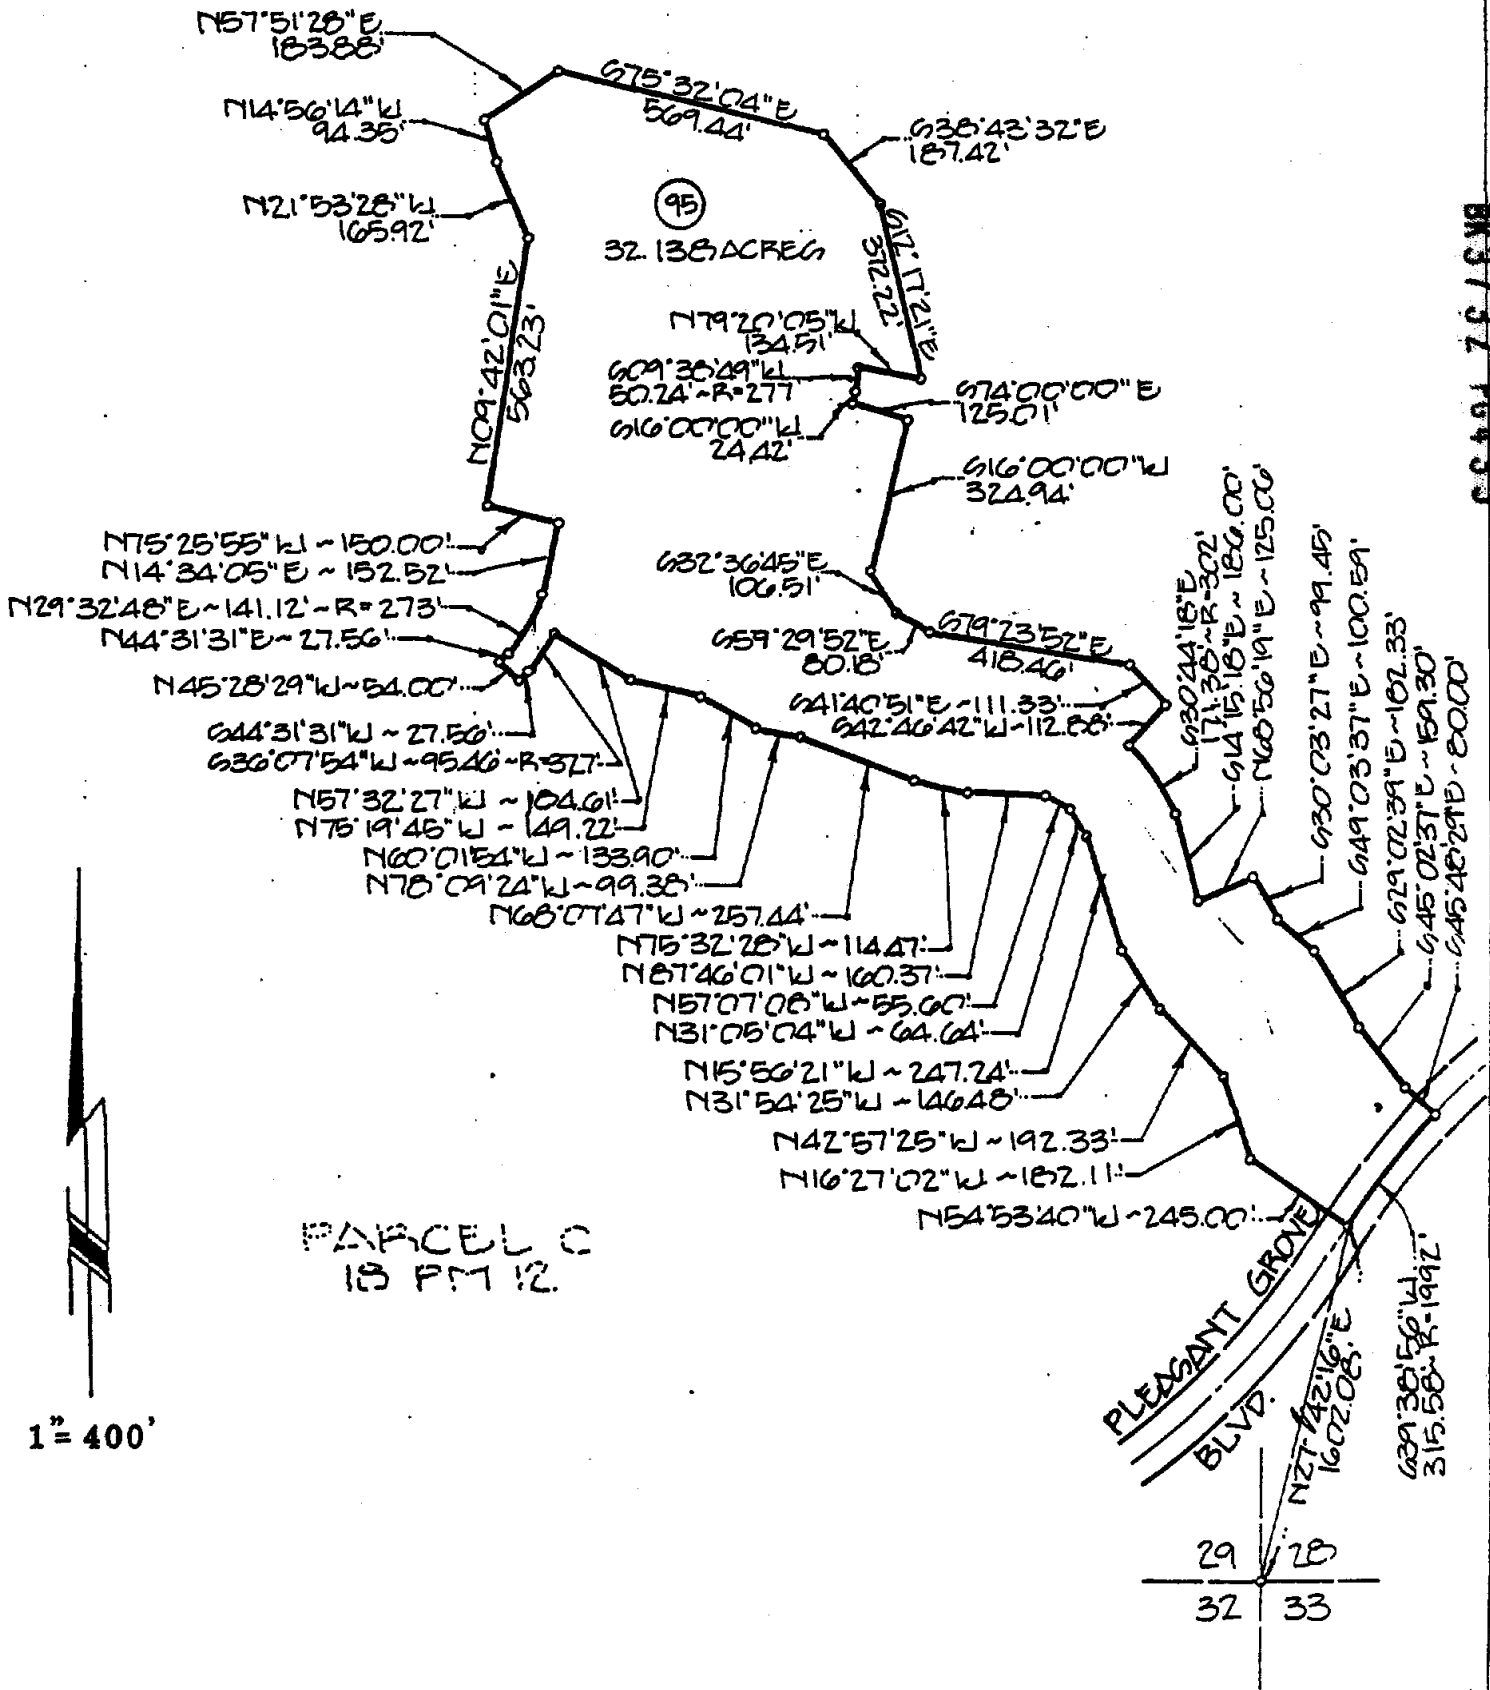 N57°51'28"E
183.88'
N14°56'14"W
94.35'
N21°53'28"W
165.92'
S75°32'04"E
569.44'
S38°43'32"E
187.42'
95
32.138 ACRES
S12°17'21"E
372.22'
N09°42'01"E
563.23'
N79°20'05"W
134.51'
S09°38'49"W
50.24'~R=277'
S16°00'00"W
24.42'
S74°00'00"E
125.01'
S16°00'00"W
324.94'
N75°25'55"W ~ 150.00'
N14°34'05"E ~ 152.52'
N29°32'48"E ~ 141.12' ~ R=273'
N44°31'31"E ~ 27.56'
N45°28'29"W ~ 54.00'
S44°31'31"W ~ 27.56'
S36°07'54"W ~ 95.46 ~ R=327'
S32°36'45"E
106.51'
S59°29'52"E
80.18'
S79°23'52"E
418.46'
S41°40'51"E ~ 111.33'
S42°46'42"W ~ 112.88'
S30°44'18"E
171.38'~R=302'
S14°15'18"E ~ 186.00'
N68°56'19"E ~ 125.06'
S30°03'27"E ~ 99.45'
S49°03'37"E ~ 100.59'
S29°02'39"E ~ 182.33'
S45°02'37"E ~ 159.30'
S45°48'29"E ~ 80.00'
N57°32'27"W ~ 184.61'
N75°19'45"W ~ 149.22'
N60°01'54"W ~ 133.90'
N78°09'24"W ~ 99.38'
N68°07'47"W ~ 257.44'
N75°32'28"W ~ 114.47'
N87°46'01"W ~ 160.37'
N57°07'08"W ~ 55.60'
N31°05'04"W ~ 64.64'
N15°56'21"W ~ 247.24'
N31°54'25"W ~ 146.48'
N42°57'25"W ~ 192.33'
N16°27'02"W ~ 182.11'
N54°53'40"W ~ 245.00'
PARCEL C
18 PM 12
PLEASANT GROVE
BLVD.
S39°38'56"W
315.58'~R=1992'
N27°42'16"E
1602.08'
1"=400'
29 28
32 33